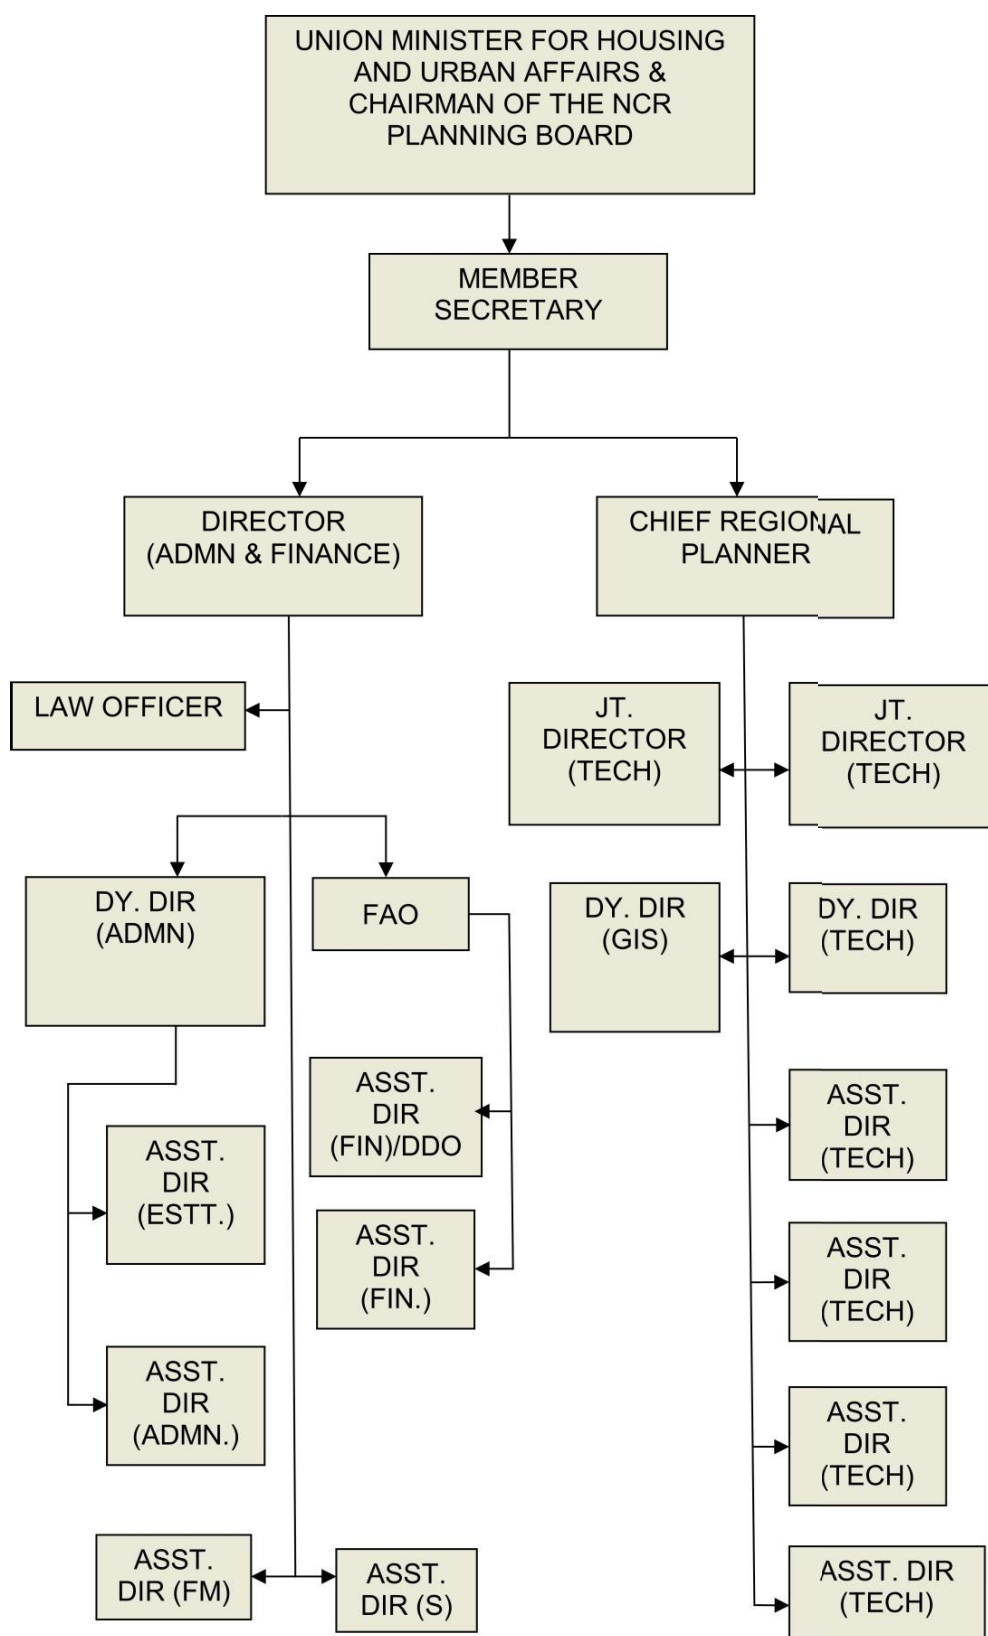 UNION MINISTER FOR HOUSING
AND URBAN AFFAIRS &
CHAIRMAN OF THE NCR
PLANNING BOARD
MEMBER
SECRETARY
DIRECTOR
(ADMN & FINANCE)
CHIEF REGIONAL
PLANNER
LAW OFFICER
JT.
DIRECTOR
(TECH)
JT.
DIRECTOR
(TECH)
DY. DIR
(ADMN)
FAO
DY. DIR
(GIS)
DY. DIR
(TECH)
ASST.
DIR
(FIN)/DDO
ASST.
DIR
(TECH)
ASST.
DIR
(ESTT.)
ASST.
DIR
(FIN.)
ASST.
DIR
(TECH)
ASST.
DIR
(ADMN.)
ASST.
DIR
(TECH)
ASST.
DIR (FM)
ASST.
DIR (S)
ASST. DIR
(TECH)